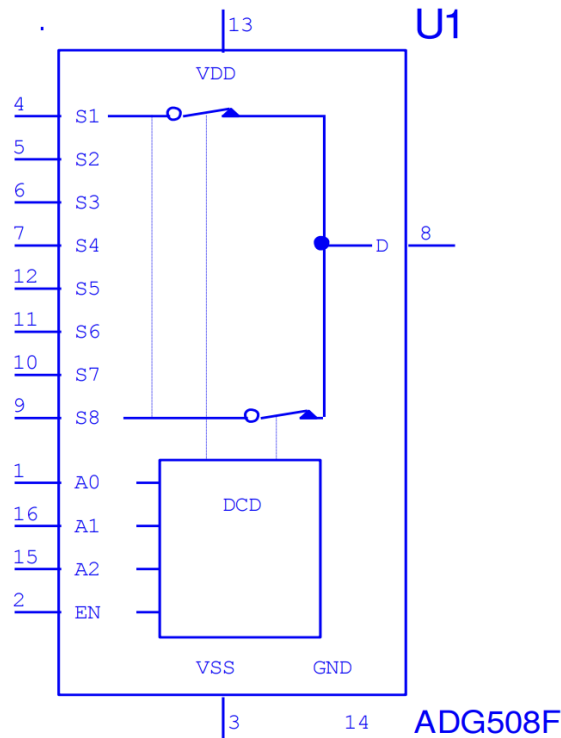 13 U1
VDD
4 S1
5 S2
6 S3
7 S4 D 8
12 S5
11 S6
10 S7
9 S8
1 A0
DCD
16 A1
15 A2
2 EN
VSS GND
3 14 ADG508F